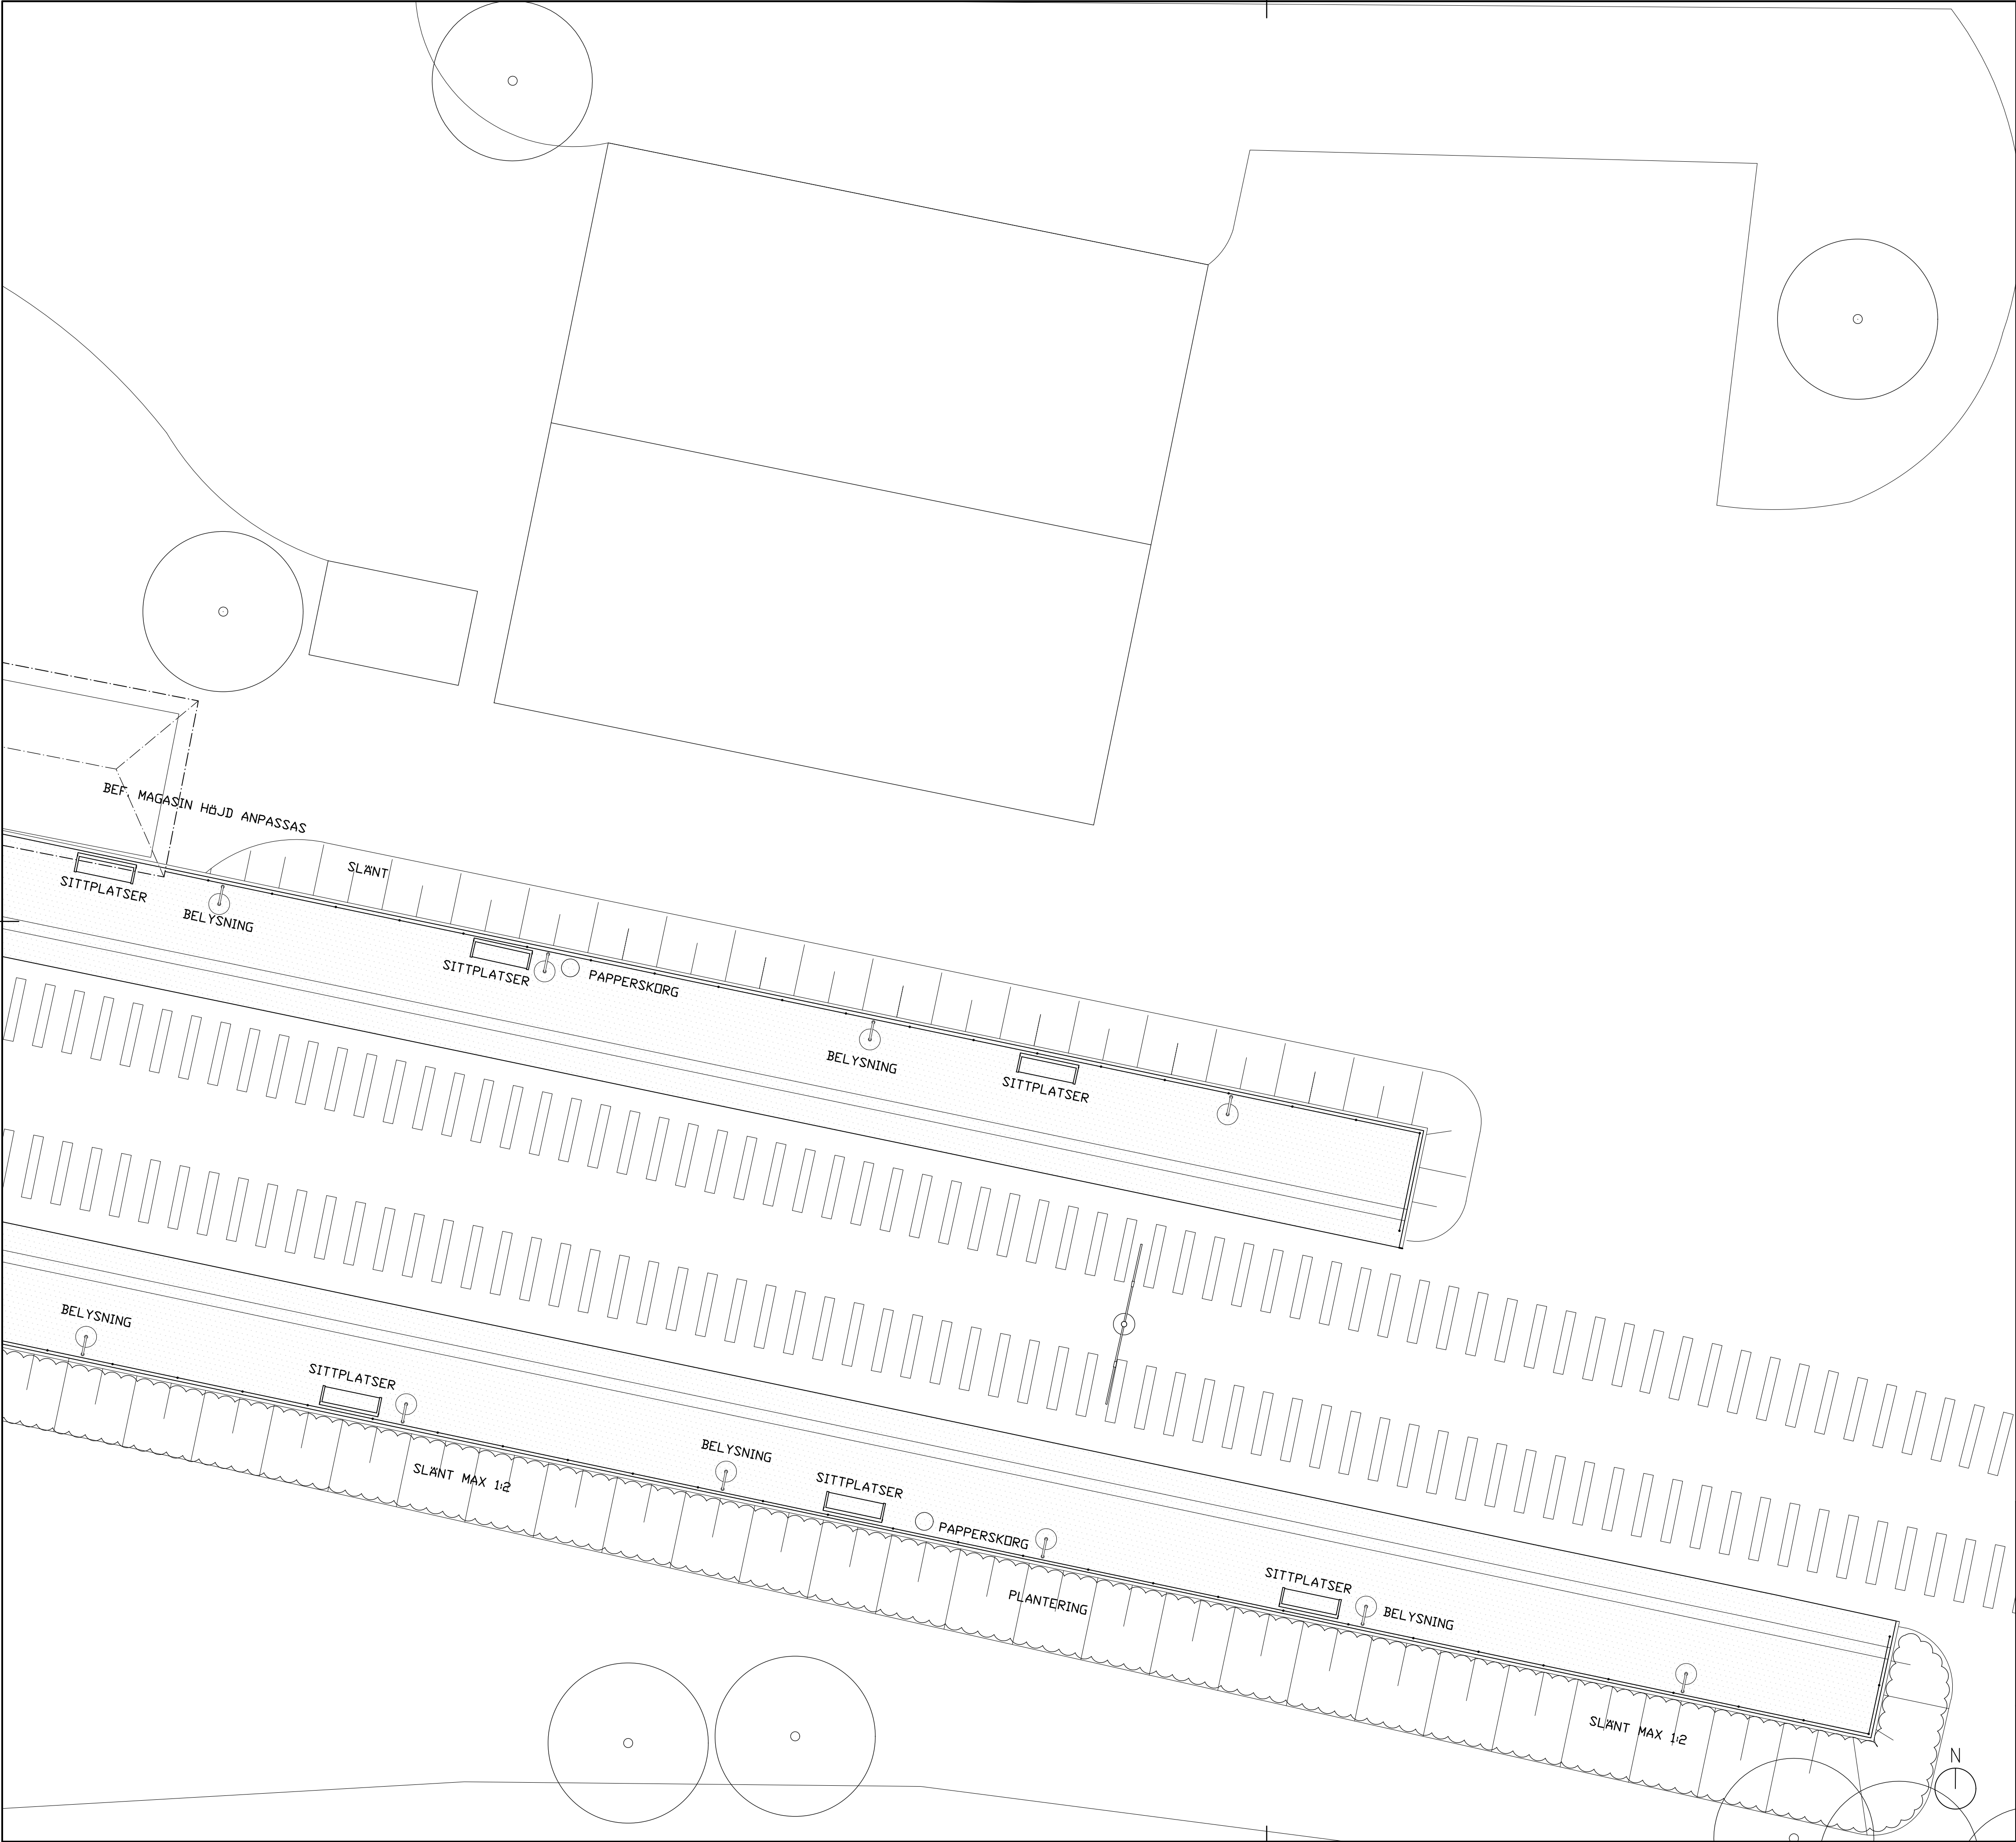 BEF. MAGASIN HÖJD ANPASSAS
SLÄNT
SITTPLATSER
BELYSNING
SITTPLATSER
PAPPERSKORG
BELYSNING
SITTPLATSER
BELYSNING
SITTPLATSER
SLÄNT MAX 1:2
BELYSNING
SITTPLATSER
PAPPERSKORG
PLANTERING
SITTPLATSER
BELYSNING
SLÄNT MAX 1:2
N